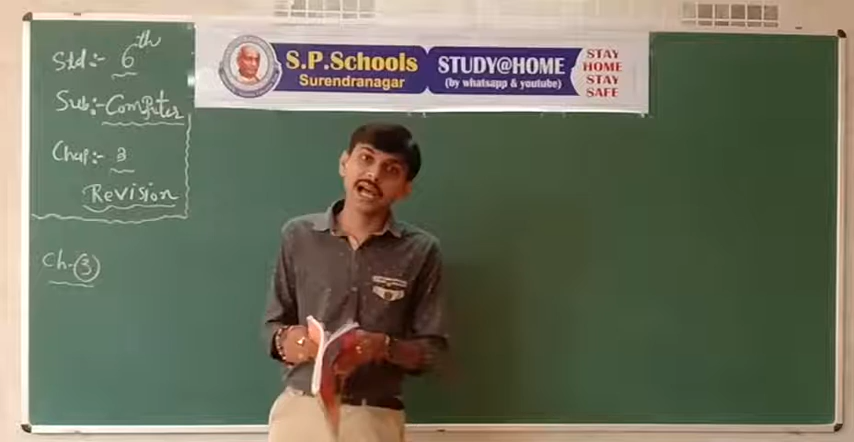 Std:- 6th
Sub:- Computer
Chap:- 3
Revision
Ch-3
S.P.Schools
Surendranagar
STUDY@HOME
(by whatsapp & youtube)
STAY
HOME
STAY
SAFE